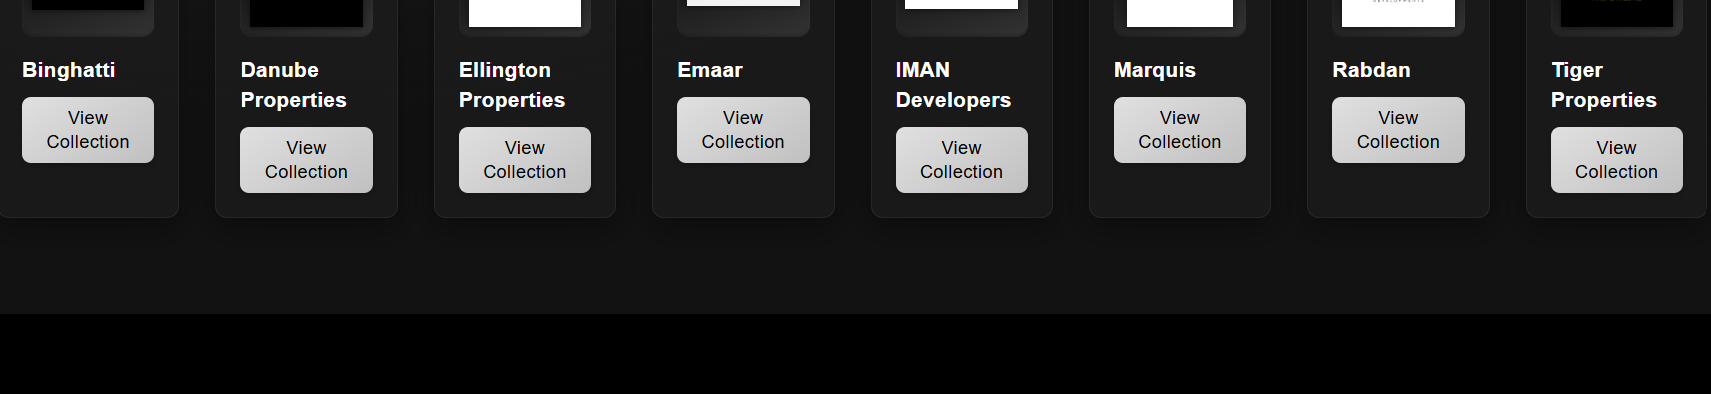 DEVELOPMENTS
Binghatti
View
Collection
Danube
Properties
View
Collection
Ellington
Properties
View
Collection
Emaar
View
Collection
IMAN
Developers
View
Collection
Marquis
View
Collection
Rabdan
View
Collection
Tiger
Properties
View
Collection